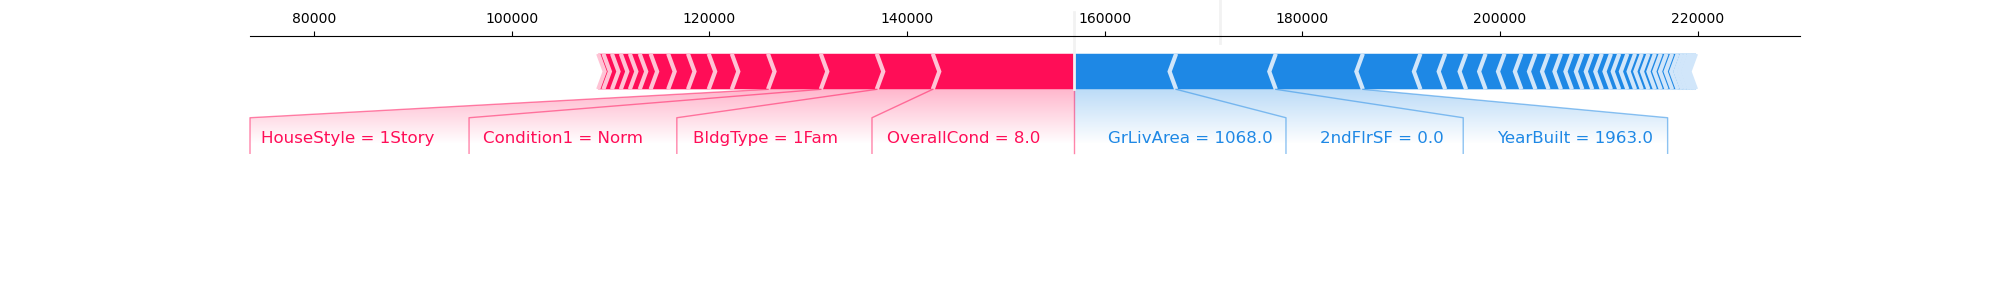 80000 100000 120000 140000 160000 180000 200000 220000
HouseStyle = 1Story Condition1 = Norm BldgType = 1Fam OverallCond = 8.0 GrLivArea = 1068.0 2ndFlrSF = 0.0 YearBuilt = 1963.0